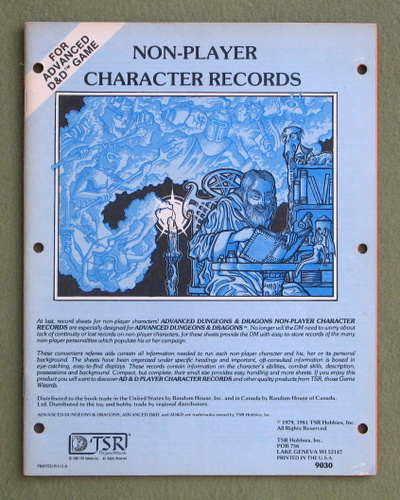 FOR
ADVANCED
D&D™ GAME
NON-PLAYER
CHARACTER RECORDS
At last, record sheets for non-player characters! ADVANCED DUNGEONS & DRAGONS NON-PLAYER CHARACTER
RECORDS are especially designed for ADVANCED DUNGEONS & DRAGONS™. No longer will the DM need to worry about
lack of continuity or lost records on non player characters, for these sheets provide the DM with easy-to-store records of the many
non-player personalities which populate his or her campaign.
These convenient referee aids contain all information needed to run each non-player character and his, her or its personal
background. The sheets have been organized under specific headings and important, oft-consulted information is boxed in
eye-catching, easy-to-find displays. These records contain information on the character's abilities, combat skills, description,
possessions and background. Compact, but complete, their small size provides easy handling and more sheets. If you enjoy this
product you will want to discover AD & D PLAYER CHARACTER RECORDS and other quality products from TSR, those Game
Wizards.
Distributed to the book trade in the United States by Random House, Inc. and in Canada by Random House of Canada,
Ltd. Distributed to the toy and hobby trade by regional distributors.
ADVANCED DUNGEONS & DRAGONS, ADVANCED D&D, and AD&D are trademarks owned by TSR Hobbies, Inc.
© 1979, 1981 TSR Hobbies, Inc.
All Rights Reserved.
TSR
TSR Hobbies, Inc.
POB 756
LAKE GENEVA WI 53147
PRINTED IN THE U S A
PRINTED IN U.S.A.
9030